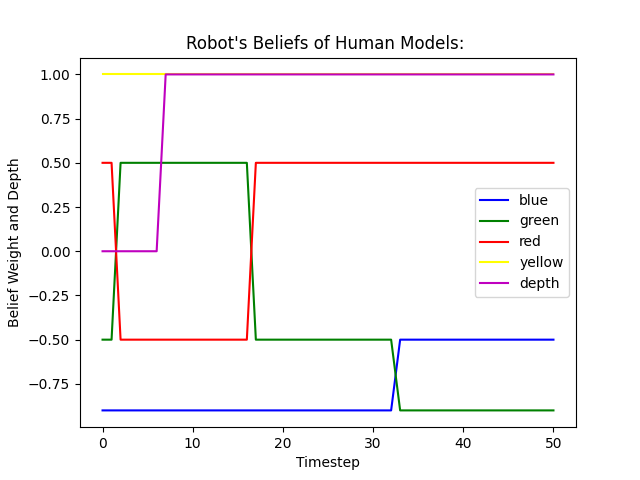 Robot's Beliefs of Human Models:
Belief Weight and Depth
1.00
0.75
0.50
0.25
0.00
−0.25
−0.50
−0.75
blue
green
red
yellow
depth
0 10 20 30 40 50
Timestep